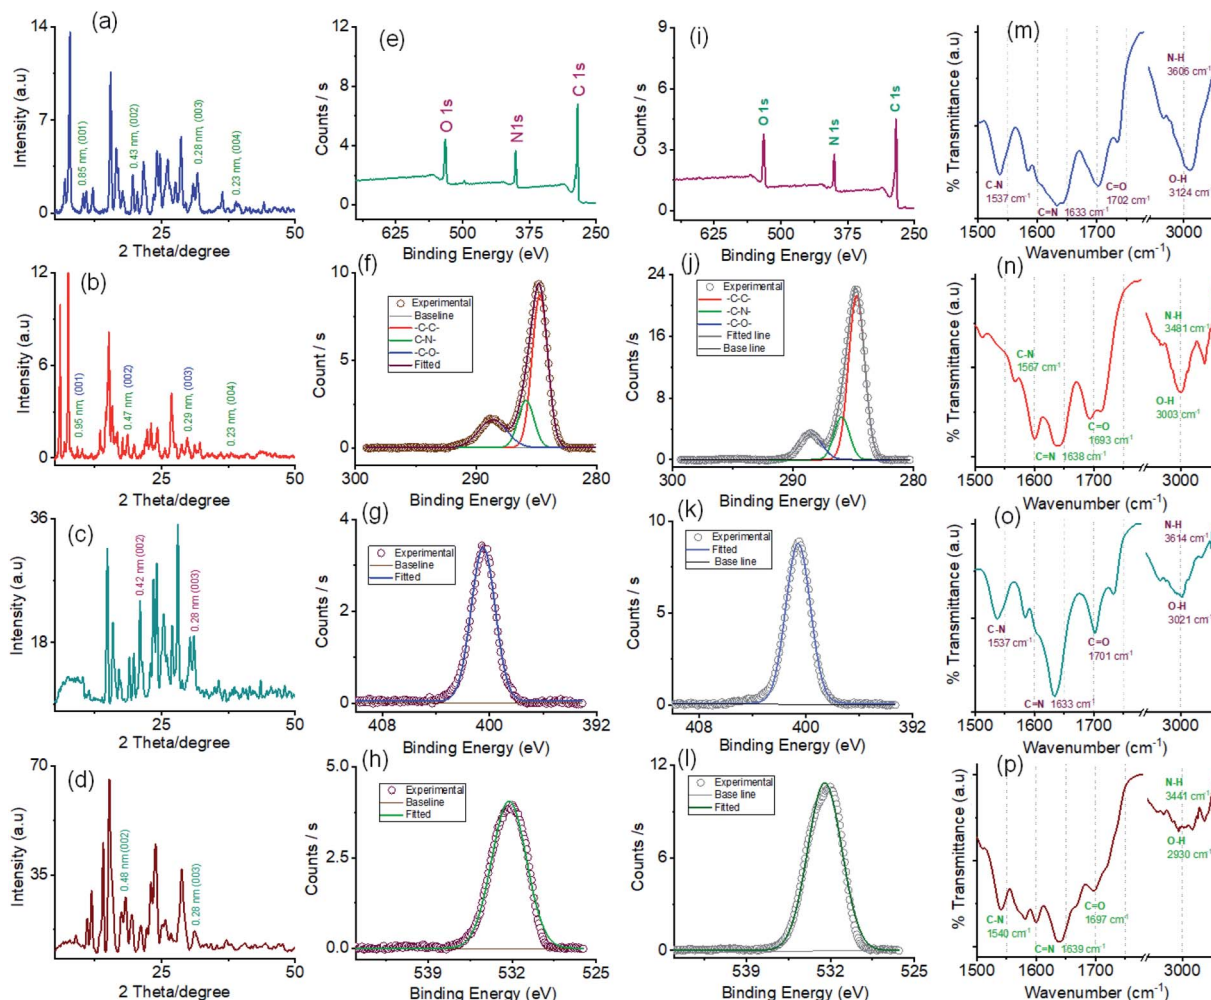 (a)
14
7
0
Intensity (a.u)
0.85 nm, (001)
0.43 nm, (002)
0.28 nm, (003)
0.23 nm, (004)
25
50
2 Theta/degree
(e)
12
9
6
3
0
Counts / s
O 1s
N1s
C 1s
625
500
375
250
Binding Energy (eV)
(i)
9
6
3
0
Counts / s
O 1s
N 1s
C 1s
625
500
375
250
Binding Energy (eV)
(m)
% Transmittance (a.u)
N-H
3606 cm-1
C-N
1537 cm-1
C=O
1702 cm-1
C=N 1633 cm-1
O-H
3124 cm-1
1500
1600
1700
3000
Wavenumber (cm-1)
(b)
12
6
0
Intensity (a.u)
0.95 nm, (001)
0.47 nm, (002)
0.29 nm, (003)
0.23 nm, (004)
25
50
2 Theta/degree
(f)
10
5
0
Count / s
Experimental
Baseline
-C-C-
C-N-
-C-O-
Fitted
300
290
280
Binding Energy (eV)
(j)
24
18
12
6
0
Count / s
Experimental
-C-C-
-C-N-
-C-O-
Fitted line
Base line
300
290
280
Binding Energy (eV)
(n)
% Transmittance (a.u)
N-H
3481 cm-1
C-N
1567 cm-1
O-H
3003 cm-1
C=O
1693 cm-1
C=N 1638 cm-1
1500
1600
1700
3000
Wavenumber (cm-1)
(c)
36
18
Intensity (a.u)
0.42 nm (002)
0.28 nm (003)
25
50
2 Theta/degree
(g)
4
2
0
Counts / s
Experimental
Baseline
Fitted
408
400
392
Binding Energy (eV)
(k)
9
5
0
Counts / s
Experimental
Fitted
Base line
408
400
392
Binding Energy (eV)
(o)
% Transmittance (a.u)
N-H
3614 cm-1
O-H
3021 cm-1
C-N
1537 cm-1
C=O
1701 cm-1
C=N 1633 cm-1
1500
1600
1700
3000
Wavenumber (cm-1)
(d)
70
35
Intensity (a.u)
0.48 nm (002)
0.28 nm (003)
25
50
2 Theta/degree
(h)
5.0
2.5
0.0
Counts / s
Experimental
Baseline
Fitted
539
532
525
Binding Energy (eV)
(l)
12
8
4
0
Counts / s
Experimental
Base line
Fitted
539
532
525
Binding Energy (eV)
(p)
% Transmittance (a.u)
N-H
3441 cm-1
O-H
2930 cm-1
C=O
1697 cm-1
C-N
1540 cm-1
C=N 1639 cm-1
1500
1600
1700
3000
Wavenumber (cm-1)